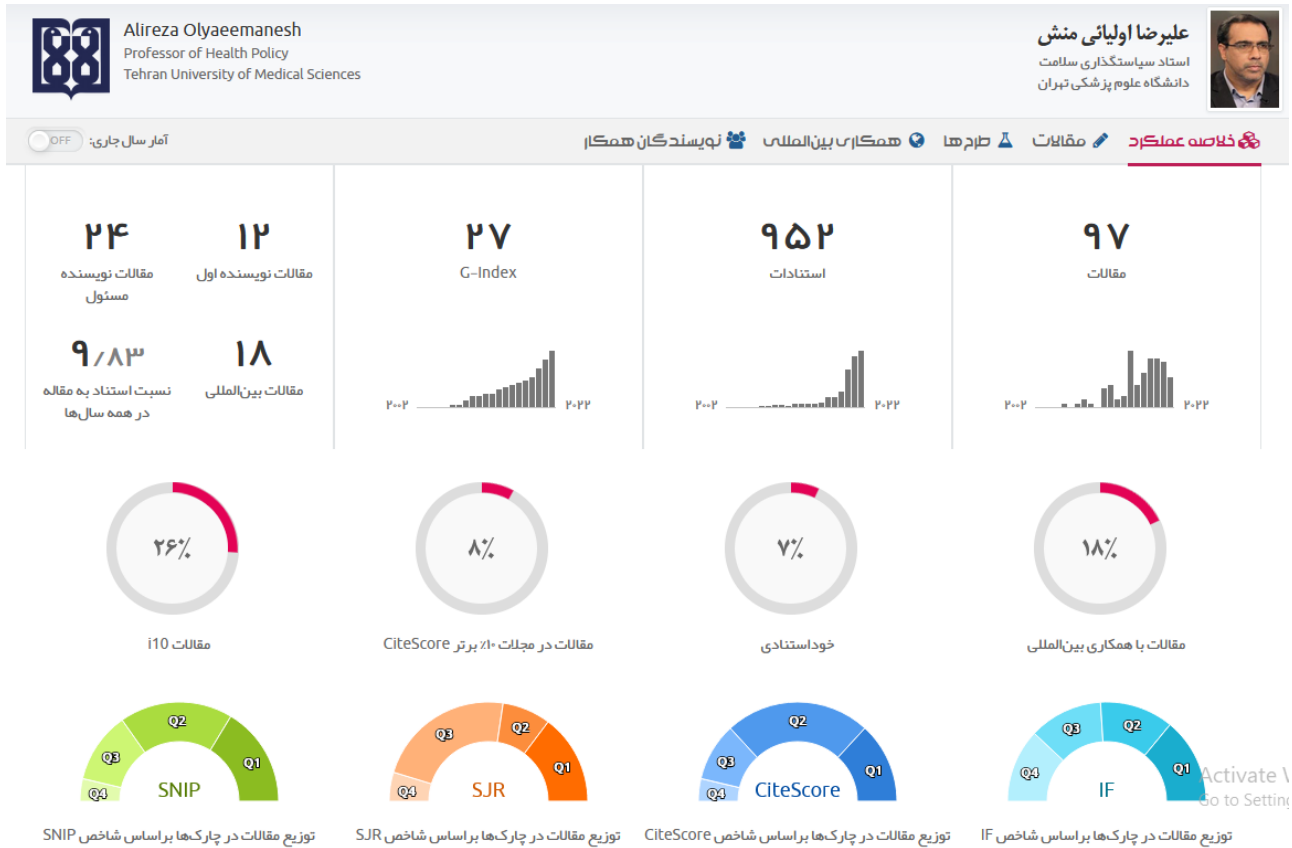 Alireza Olyaeemanesh
Professor of Health Policy
Tehran University of Medical Sciences
علیرضا اولیائی منش
استاد سیاستگذاری سلامت
دانشگاه علوم پزشکی تهران
خلاصه عملکرد مقالات طرح‌ها همکاری بین‌المللی نویسندگان همکار
آمار سال جاری: OFF
۹۷
مقالات
۲۰۰۲ ۲۰۲۲
۹۵۲
استنادات
۲۰۰۲ ۲۰۲۲
۲۷
G-Index
۲۰۰۲ ۲۰۲۲
۱۲
مقالات نویسنده اول
۲۴
مقالات نویسنده
مسئول
۱۸
مقالات بین‌المللی
۹/۸۳
نسبت استناد به مقاله
در همه سال‌ها
۱۸٪
مقالات با همکاری بین‌المللی
۷٪
خوداستنادی
۸٪
مقالات در مجلات ۱۰٪ برتر CiteScore
۲۶٪
مقالات i10
Q1 Q2 Q3 Q4
IF
توزیع مقالات در چارک‌ها براساس شاخص IF
Q1 Q2 Q3 Q4
CiteScore
توزیع مقالات در چارک‌ها براساس شاخص CiteScore
Q1 Q2 Q3 Q4
SJR
توزیع مقالات در چارک‌ها براساس شاخص SJR
Q1 Q2 Q3 Q4
SNIP
توزیع مقالات در چارک‌ها براساس شاخص SNIP
Activate
Go to Setting